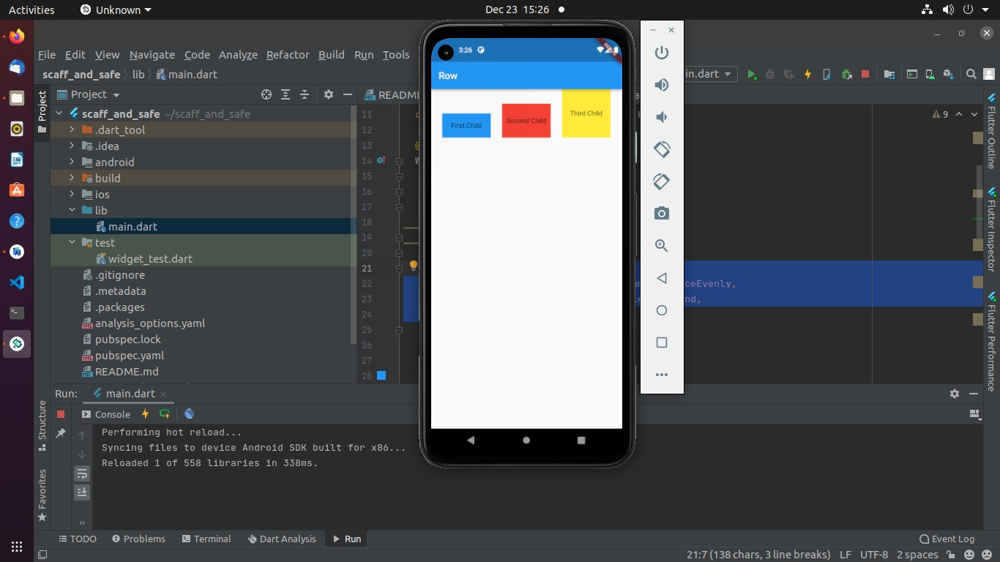 Activities
Unknown
Dec 23 15:26
File Edit View Navigate Code Analyze Refactor Build Run Tools
scaff_and_safe lib main.dart
Project
README
scaff_and_safe ~/scaff_and_safe
.dart_tool
.idea
android
build
ios
lib
main.dart
test
widget_test.dart
.gitignore
.metadata
.packages
analysis_options.yaml
pubspec.lock
pubspec.yaml
README.md
Project
Structure
Favorites
11
12
13
14
15
16
17
18
19
20
21
22
23
24
25
26
27
28
3:26
Row
First Child
Second Child
Third Child
in.dart
9
ceEvenly,
nd,
Flutter Outline
Flutter Inspector
Flutter Performance
Run: main.dart
Console
Performing hot reload...
Syncing files to device Android SDK built for x86...
Reloaded 1 of 558 libraries in 338ms.
TODO Problems Terminal Dart Analysis Run Event Log
21:7 (138 chars, 3 line breaks) LF UTF-8 2 spaces